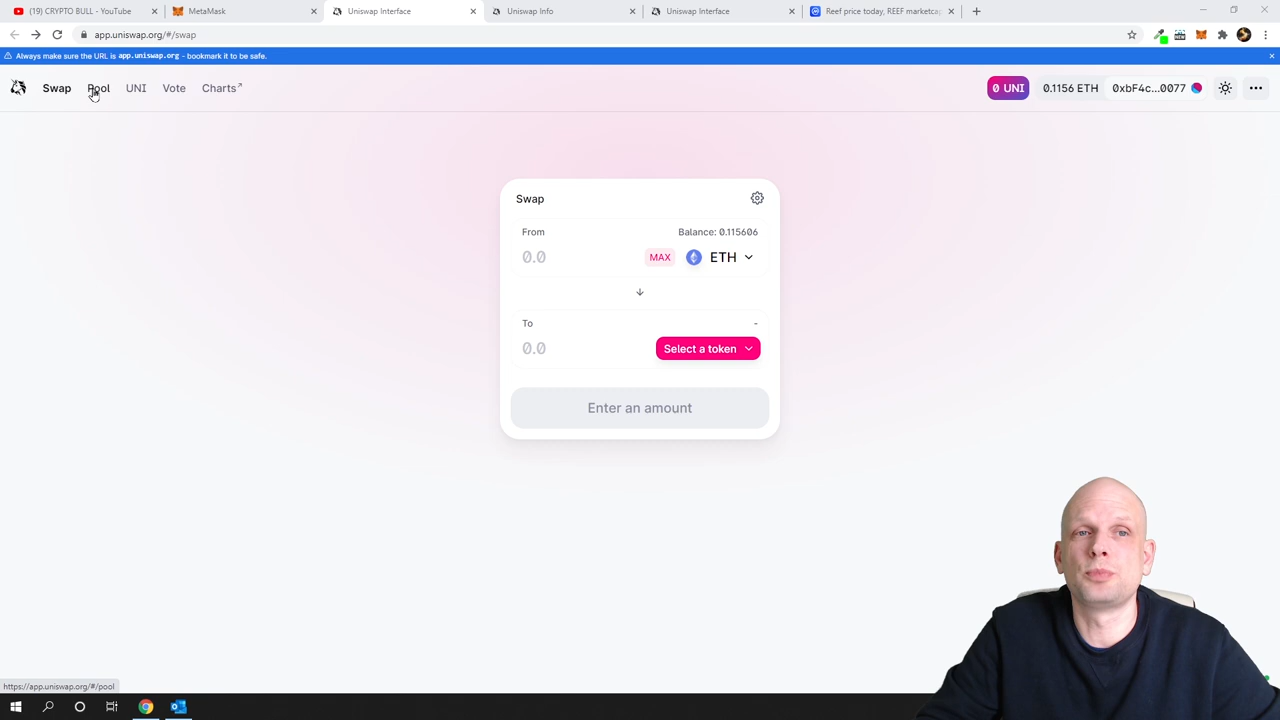 (19) CRYPTO BULL - YouTube
MetaMask
Uniswap Interface
Uniswap Info
Uniswap Interface
Reef price today, REEF marketca
app.uniswap.org/#/swap
Always make sure the URL is app.uniswap.org - bookmark it to be safe.
Swap
Pool
UNI
Vote
Charts↗
0 UNI
0.1156 ETH
0xbF4c...0077
Swap
From
Balance: 0.115606
0.0
MAX
ETH
To
-
0.0
Select a token
Enter an amount
https://app.uniswap.org/#/pool